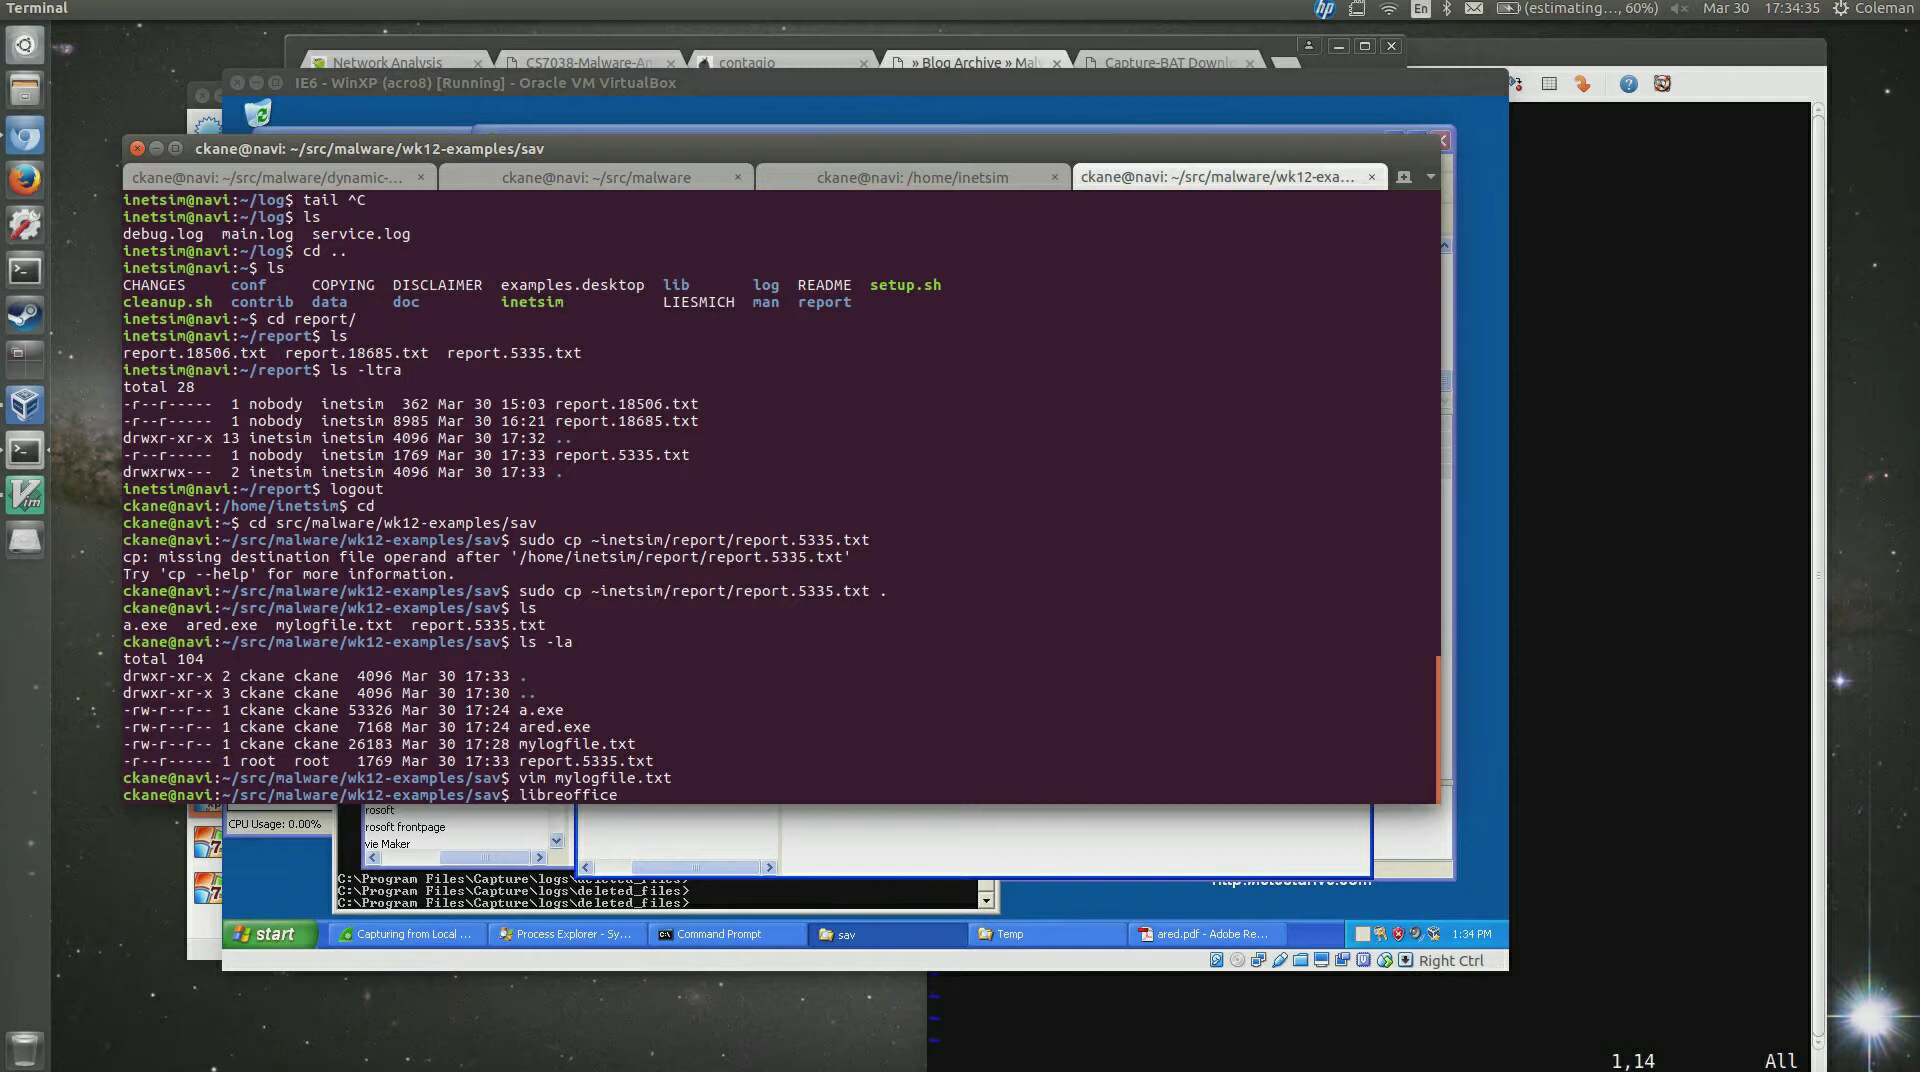 Terminal
En
(estimating..., 60%)
Mar 30
17:34:35
Coleman
Network Analysis
CS7038-Malware-An
contagio
» Blog Archive » Mal
Capture-BAT Downl
IE6 - WinXP (acro8) [Running] - Oracle VM VirtualBox
ckane@navi: ~/src/malware/wk12-examples/sav
ckane@navi: ~/src/malware/dynamic-...
ckane@navi: ~/src/malware
ckane@navi: /home/inetsim
ckane@navi: ~/src/malware/wk12-exa...
inetsim@navi:~/log$ tail ^C
inetsim@navi:~/log$ ls
debug.log  main.log  service.log
inetsim@navi:~/log$ cd ..
inetsim@navi:~$ ls
CHANGES     conf     COPYING  DISCLAIMER  examples.desktop  lib       log  README  setup.sh
cleanup.sh  contrib  data     doc         inetsim           LIESMICH  man  report
inetsim@navi:~$ cd report/
inetsim@navi:~/report$ ls
report.18506.txt  report.18685.txt  report.5335.txt
inetsim@navi:~/report$ ls -ltra
total 28
-r--r-----  1 nobody  inetsim  362 Mar 30 15:03 report.18506.txt
-r--r-----  1 nobody  inetsim 8985 Mar 30 16:21 report.18685.txt
drwxr-xr-x 13 inetsim inetsim 4096 Mar 30 17:32 ..
-r--r-----  1 nobody  inetsim 1769 Mar 30 17:33 report.5335.txt
drwxrwx---  2 inetsim inetsim 4096 Mar 30 17:33 .
inetsim@navi:~/report$ logout
ckane@navi:/home/inetsim$ cd
ckane@navi:~$ cd src/malware/wk12-examples/sav
ckane@navi:~/src/malware/wk12-examples/sav$ sudo cp ~inetsim/report/report.5335.txt
cp: missing destination file operand after '/home/inetsim/report/report.5335.txt'
Try 'cp --help' for more information.
ckane@navi:~/src/malware/wk12-examples/sav$ sudo cp ~inetsim/report/report.5335.txt .
ckane@navi:~/src/malware/wk12-examples/sav$ ls
a.exe  ared.exe  mylogfile.txt  report.5335.txt
ckane@navi:~/src/malware/wk12-examples/sav$ ls -la
total 104
drwxr-xr-x 2 ckane ckane  4096 Mar 30 17:33 .
drwxr-xr-x 3 ckane ckane  4096 Mar 30 17:30 ..
-rw-r--r-- 1 ckane ckane 53326 Mar 30 17:24 a.exe
-rw-r--r-- 1 ckane ckane  7168 Mar 30 17:24 ared.exe
-rw-r--r-- 1 ckane ckane 26183 Mar 30 17:28 mylogfile.txt
-r--r----- 1 root  root   1769 Mar 30 17:33 report.5335.txt
ckane@navi:~/src/malware/wk12-examples/sav$ vim mylogfile.txt
ckane@navi:~/src/malware/wk12-examples/sav$ libreoffice
CPU Usage: 0.00%
rosoft
rosoft frontpage
vie Maker
C:\Program Files\Capture\logs\deleted_files>
C:\Program Files\Capture\logs\deleted_files>
C:\Program Files\Capture\logs\deleted_files>
start
Capturing from Local ...
Process Explorer - Sy...
Command Prompt
sav
Temp
ared.pdf - Adobe Re...
1:34 PM
Right Ctrl
~
~
~
1,14
All